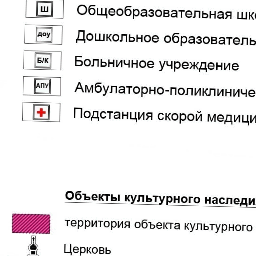 Ш Общеобразовательная шк
ДОУ Дошкольное образователь
Б/К Больничное учреждение
АПУ Амбулаторно-поликлиниче
Подстанция скорой медици
Объекты культурного наследи
территория объекта культурного
Церковь